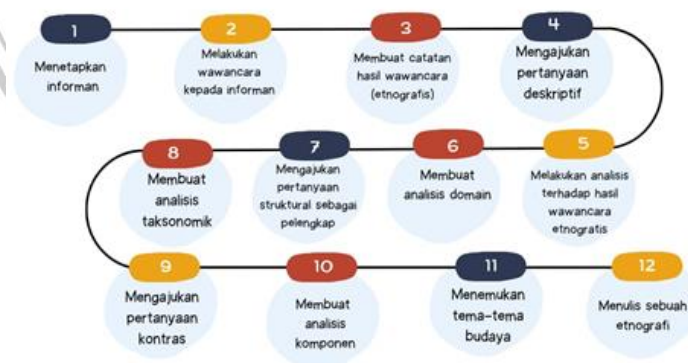 1
Menetapkan
informan
2
Melakukan
wawancara
kepada informan
3
Membuat catatan
hasil wawancara
(etnografis)
4
Mengajukan
pertanyaan
deskriptif
5
Melakukan analisis
terhadap hasil
wawancara
etnografis
6
Membuat
analisis domain
7
Mengajukan
pertanyaan
struktural sebagai
pelengkap
8
Membuat
analisis
taksonomik
9
Mengajukan
pertanyaan
kontras
10
Membuat
analisis
komponen
11
Menemukan
tema-tema
budaya
12
Menulis sebuah
etnografi